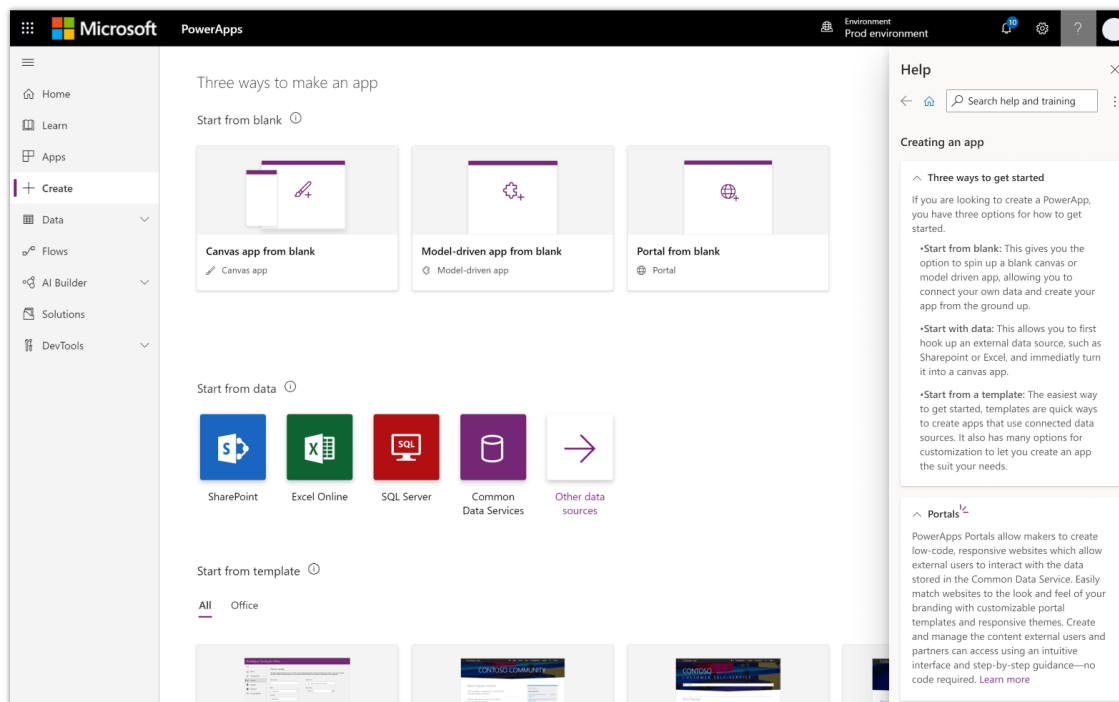 Microsoft
PowerApps
Environment
Prod environment
10
?
Home
Learn
Apps
Create
Data
Flows
AI Builder
Solutions
DevTools
Three ways to make an app
Start from blank
Canvas app from blank
Canvas app
Model-driven app from blank
Model-driven app
Portal from blank
Portal
Start from data
S
X
SQL
SharePoint
Excel Online
SQL Server
Common
Data Services
Other data
sources
Start from template
All
Office
CONTOSO COMMUNITY
CONTOSO
CUSTOMER SELF-SERVICE
Help
Search help and training
Creating an app
Three ways to get started
If you are looking to create a PowerApp,
you have three options for how to get
started.
•Start from blank: This gives you the
option to spin up a blank canvas or
model driven app, allowing you to
connect your own data and create your
app from the ground up.
•Start with data: This allows you to first
hook up an external data source, such as
Sharepoint or Excel, and immediatly turn
it into a canvas app.
•Start from a template: The easiest way
to get started, templates are quick ways
to create apps that use connected data
sources. It also has many options for
customization to let you create an app
the suit your needs.
Portals
PowerApps Portals allow makers to create
low-code, responsive websites which allow
external users to interact with the data
stored in the Common Data Service. Easily
match websites to the look and feel of your
branding with customizable portal
templates and responsive themes. Create
and manage the content external users and
partners can access using an intuitive
interface and step-by-step guidance—no
code required. Learn more